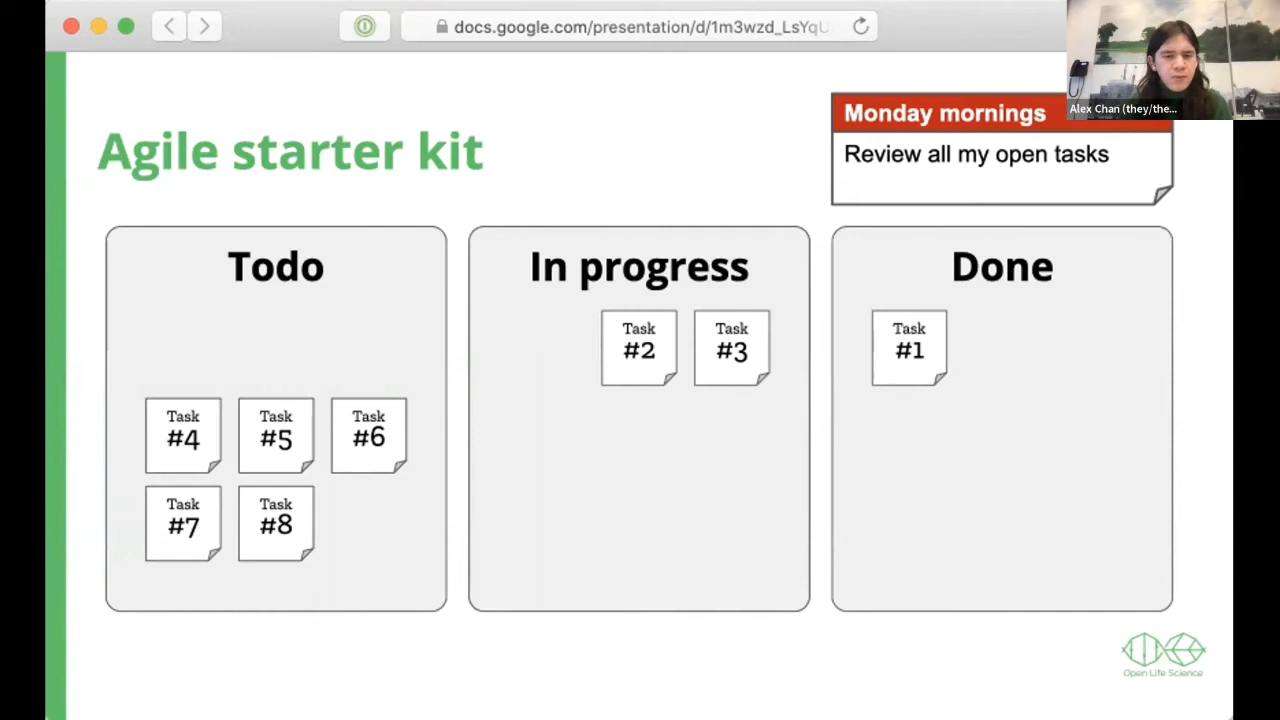 docs.google.com/presentation/d/1m3wzd_LsYqU
Alex Chan (they/the...
Monday mornings
Review all my open tasks
Agile starter kit
Todo
In progress
Done
Task
#2
Task
#3
Task
#1
Task
#4
Task
#5
Task
#6
Task
#7
Task
#8
Open Life Science